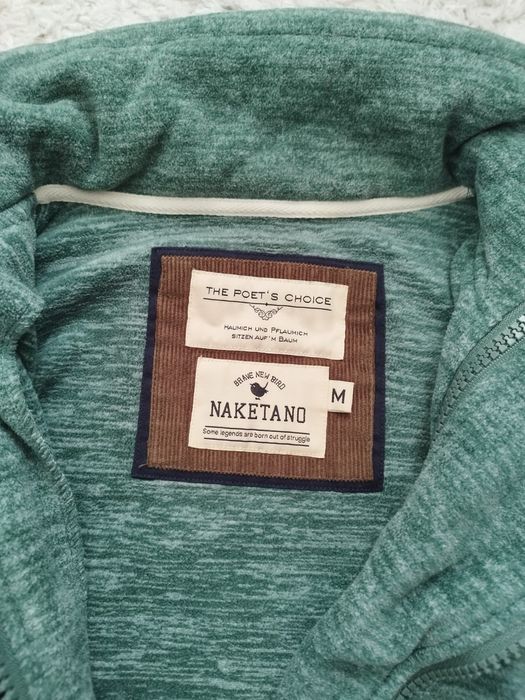 THE POET'S CHOICE
HAUMICH UND PFLAUMICH
SITZEN AUF'M BAUM
BRAVE NEW BIRD
M
NAKETANO
Some legends are born out of struggle